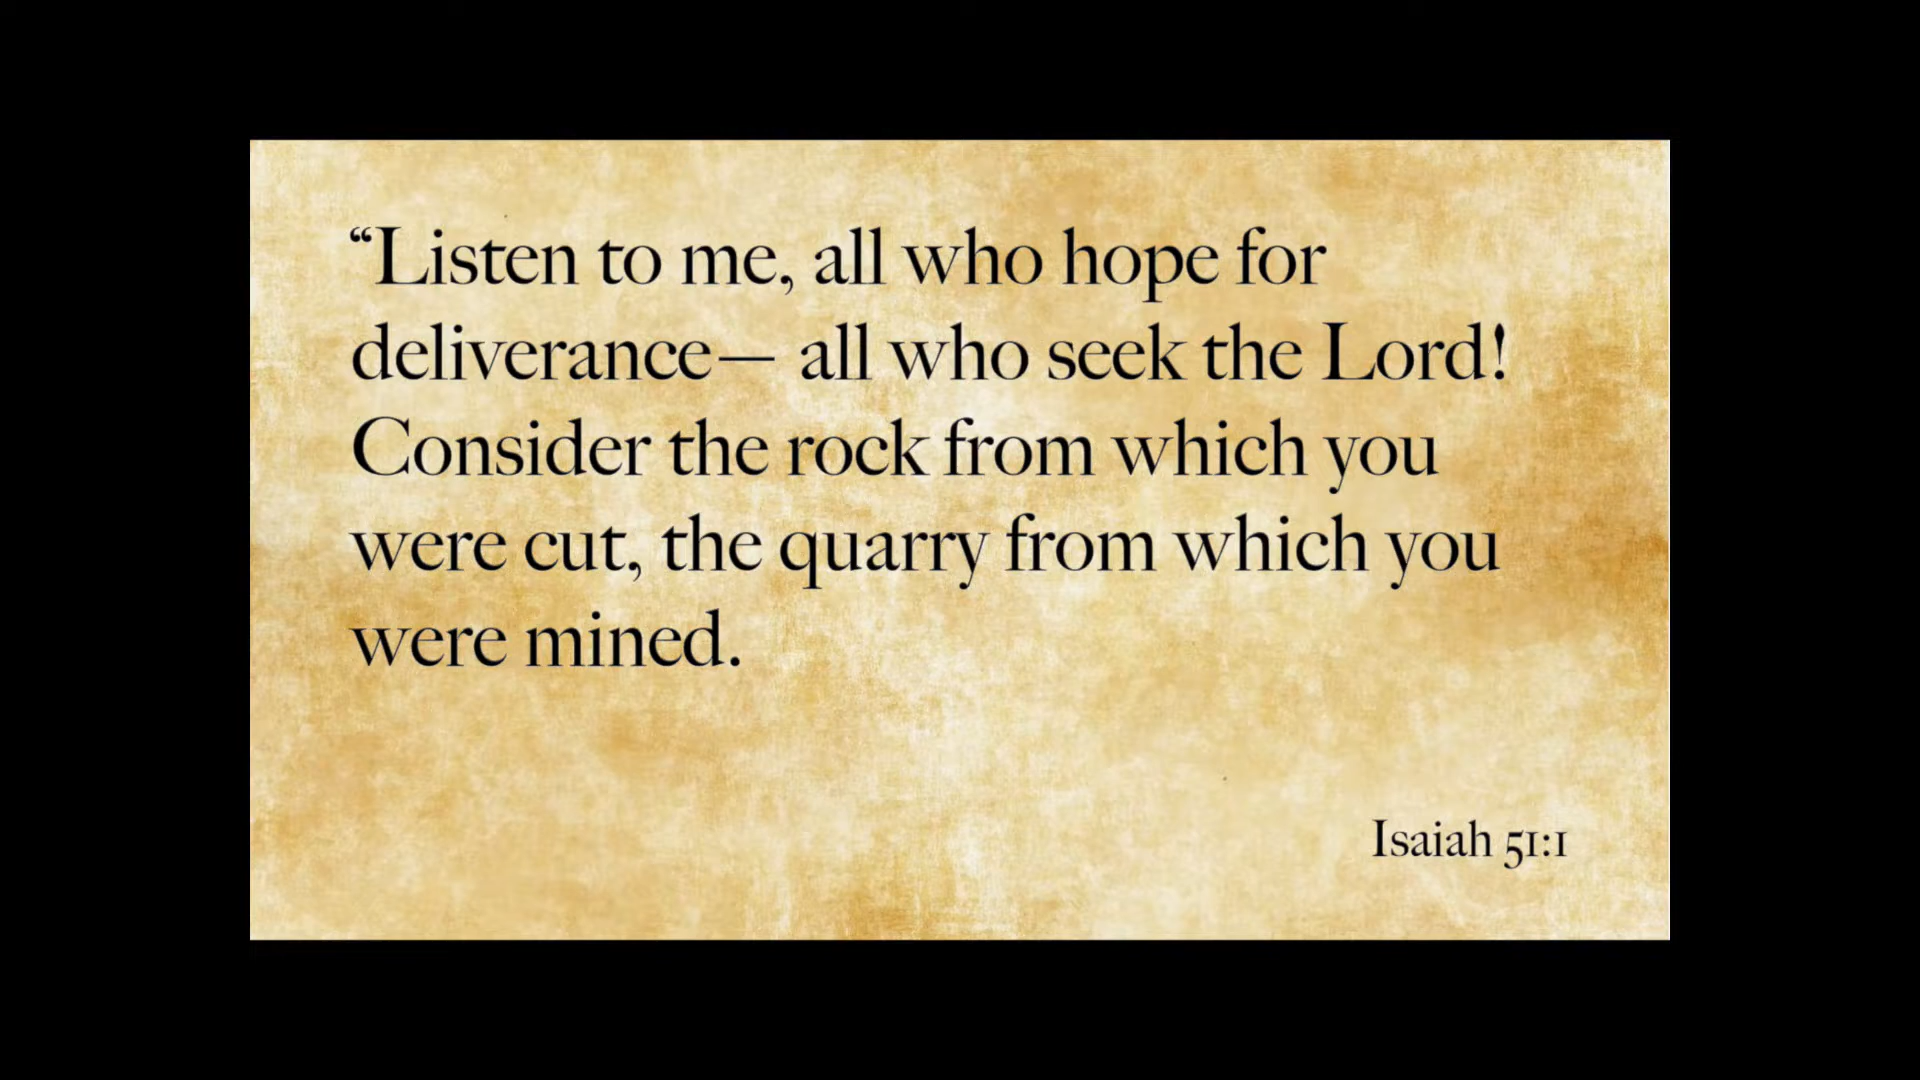 “Listen to me, all who hope for
deliverance— all who seek the Lord!
Consider the rock from which you
were cut, the quarry from which you
were mined.
Isaiah 51:1